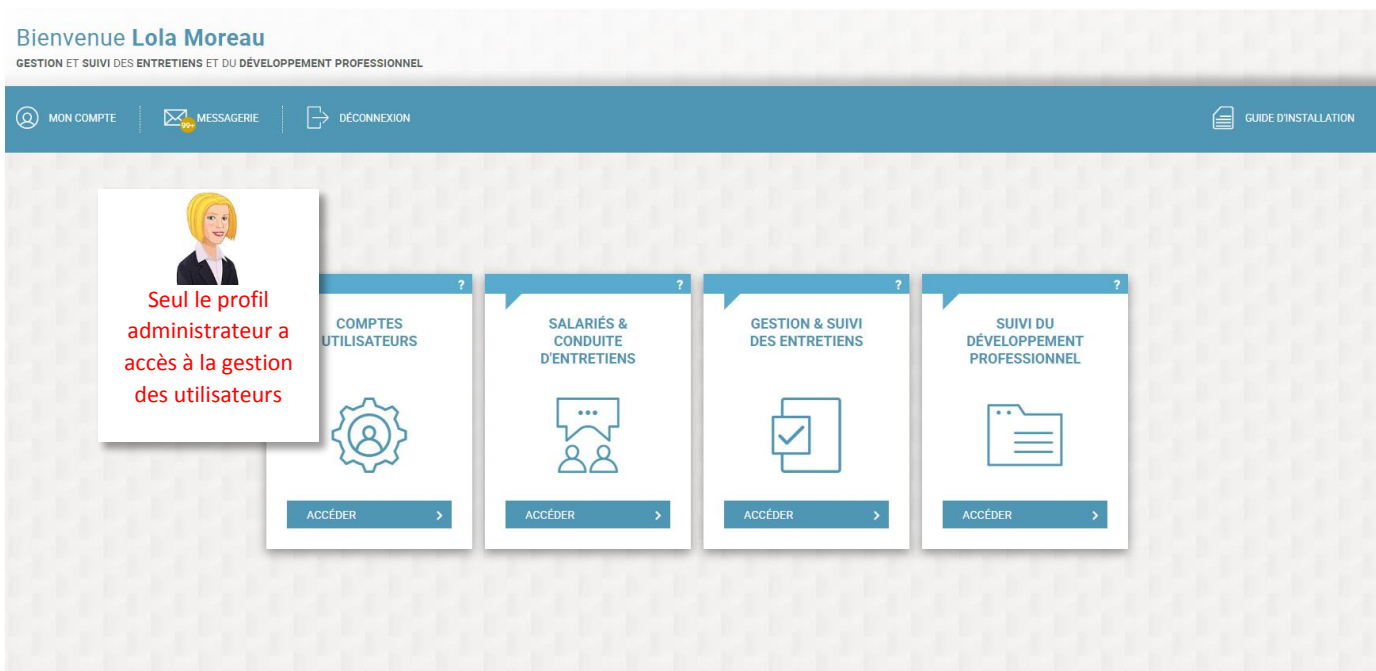 Bienvenue Lola Moreau
GESTION ET SUIVI DES ENTRETIENS ET DU DÉVELOPPEMENT PROFESSIONNEL
MON COMPTE
99+
MESSAGERIE
DÉCONNEXION
GUIDE D'INSTALLATION
Seul le profil
administrateur a
accès à la gestion
des utilisateurs
?
COMPTES
UTILISATEURS
ACCÉDER
?
SALARIÉS &
CONDUITE
D'ENTRETIENS
ACCÉDER
?
GESTION & SUIVI
DES ENTRETIENS
ACCÉDER
?
SUIVI DU
DÉVELOPPEMENT
PROFESSIONNEL
ACCÉDER